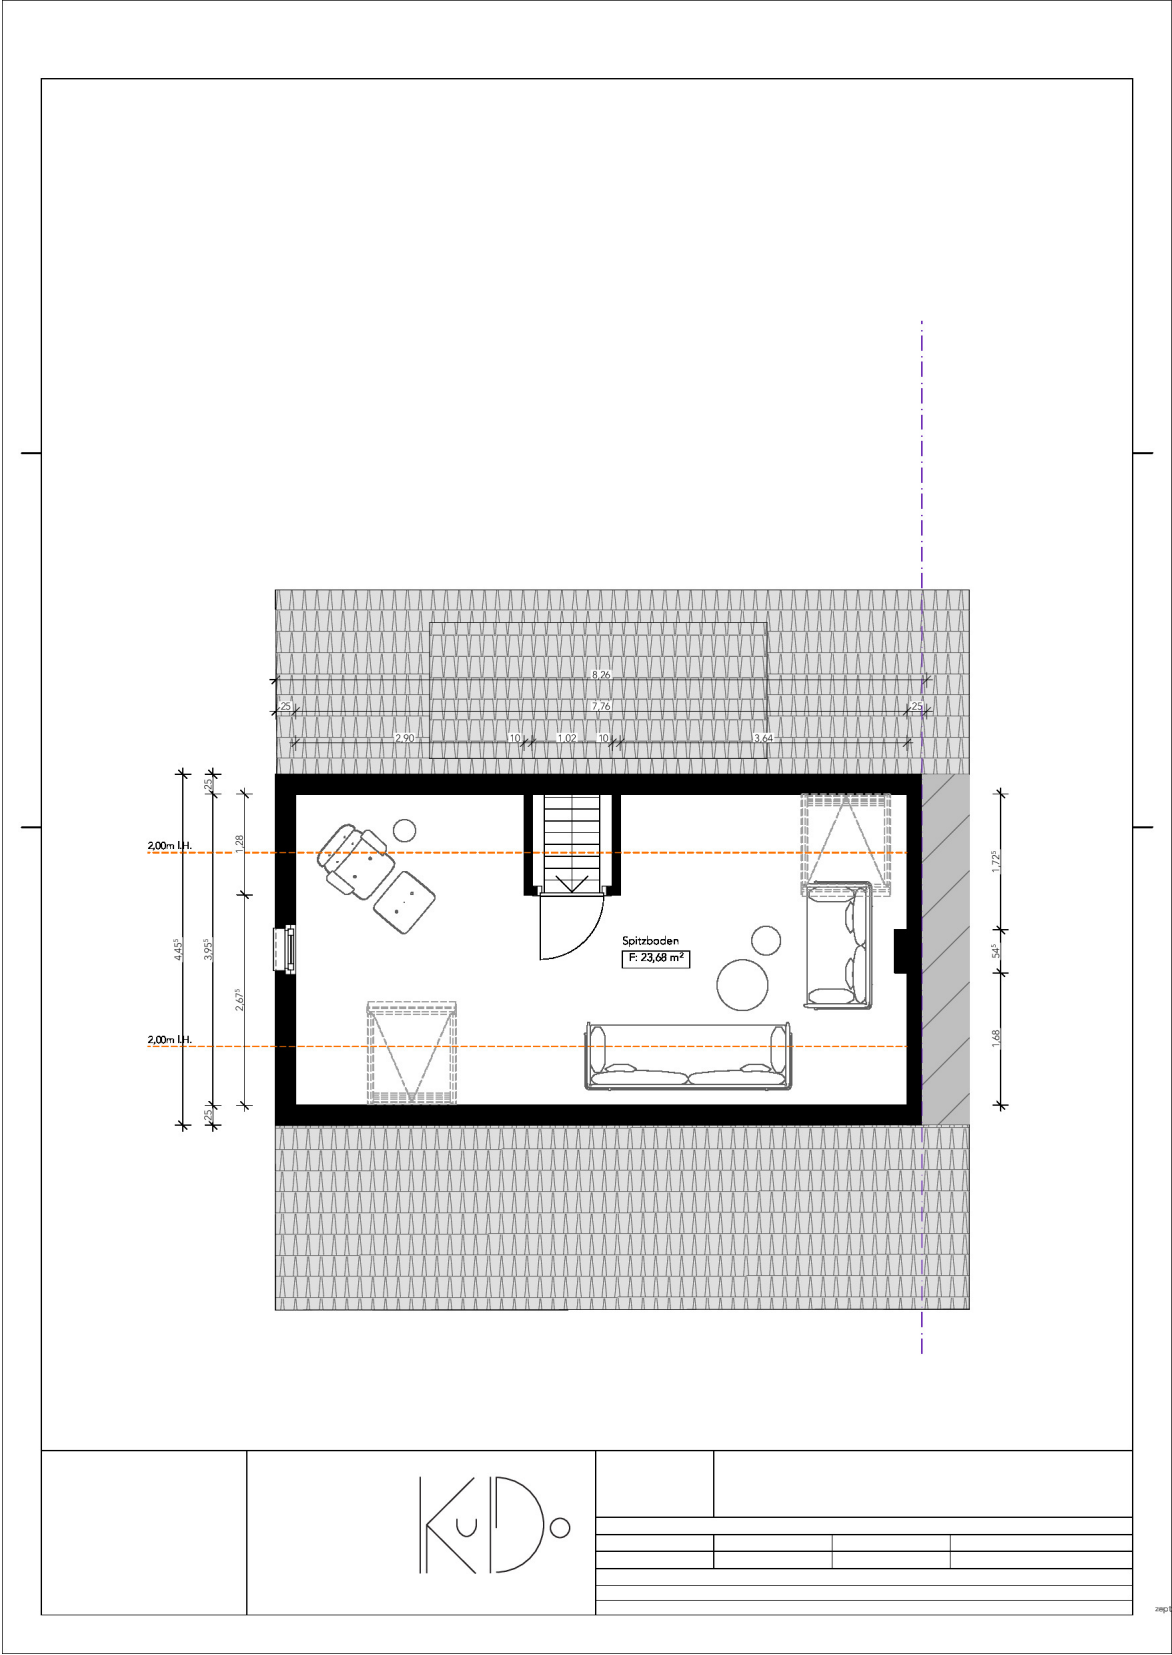 8,26
25 7,76 25
2,90 10 1,02 10 3,64
25
2,00m l.H.
1,28
1,72⁵
Spitzboden
F: 23,68 m²
4,45⁵
3,95⁵
54⁵
2,67⁵
2,00m l.H.
1,68
25
KuDo
zept